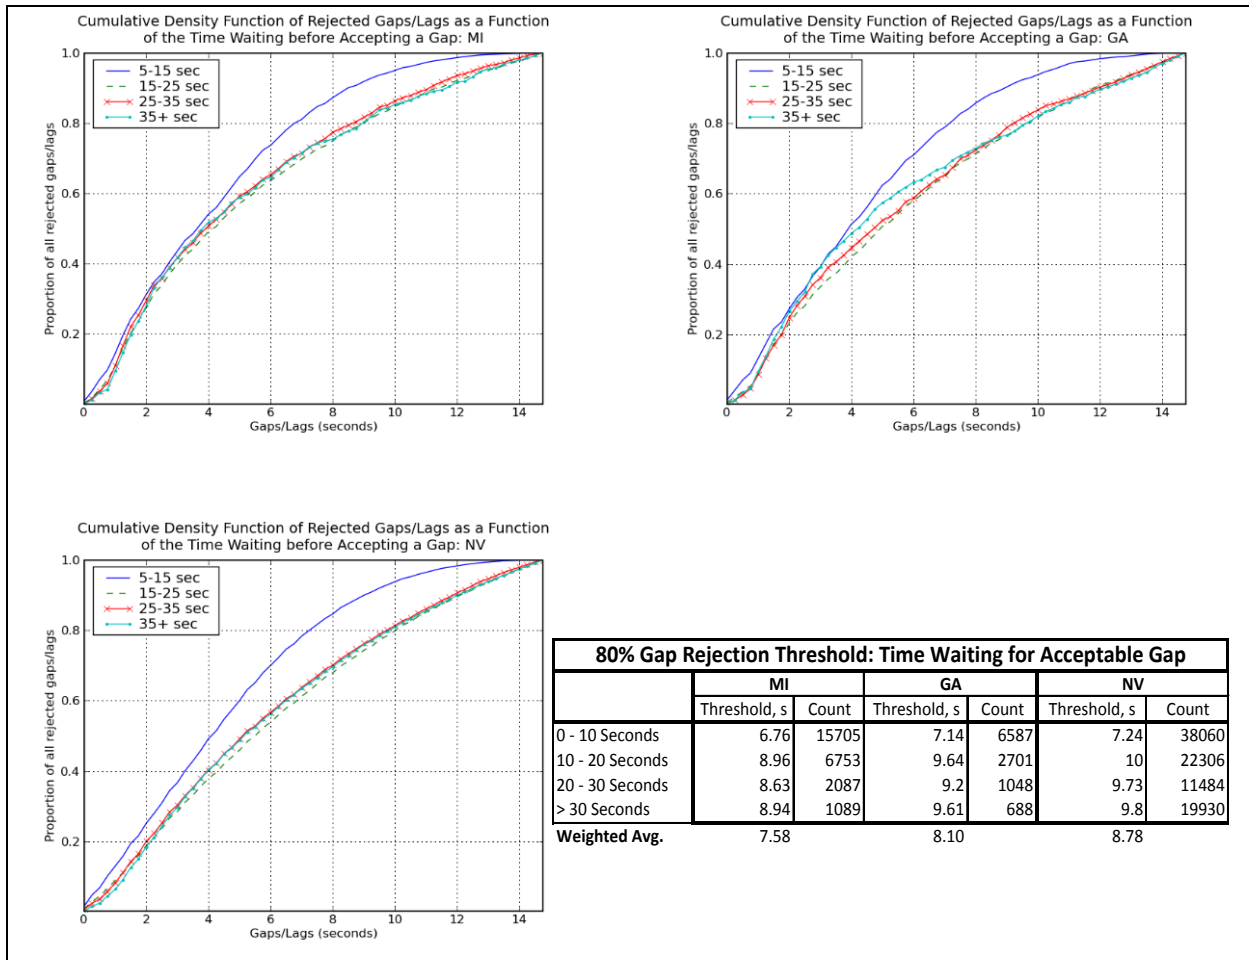 Cumulative Density Function of Rejected Gaps/Lags as a Function
of the Time Waiting before Accepting a Gap: MI
1.0
0.8
0.6
0.4
0.2
Proportion of all rejected gaps/lags
5-15 sec
15-25 sec
25-35 sec
35+ sec
0 2 4 6 8 10 12 14
Gaps/Lags (seconds)
Cumulative Density Function of Rejected Gaps/Lags as a Function
of the Time Waiting before Accepting a Gap: GA
1.0
0.8
0.6
0.4
0.2
Proportion of all rejected gaps/lags
5-15 sec
15-25 sec
25-35 sec
35+ sec
0 2 4 6 8 10 12 14
Gaps/Lags (seconds)
Cumulative Density Function of Rejected Gaps/Lags as a Function
of the Time Waiting before Accepting a Gap: NV
1.0
0.8
0.6
0.4
0.2
Proportion of all rejected gaps/lags
5-15 sec
15-25 sec
25-35 sec
35+ sec
0 2 4 6 8 10 12 14
Gaps/Lags (seconds)
80% Gap Rejection Threshold: Time Waiting for Acceptable Gap
MI GA NV
Threshold, s Count Threshold, s Count Threshold, s Count
0 - 10 Seconds 6.76 15705 7.14 6587 7.24 38060
10 - 20 Seconds 8.96 6753 9.64 2701 10 22306
20 - 30 Seconds 8.63 2087 9.2 1048 9.73 11484
> 30 Seconds 8.94 1089 9.61 688 9.8 19930
Weighted Avg. 7.58 8.10 8.78